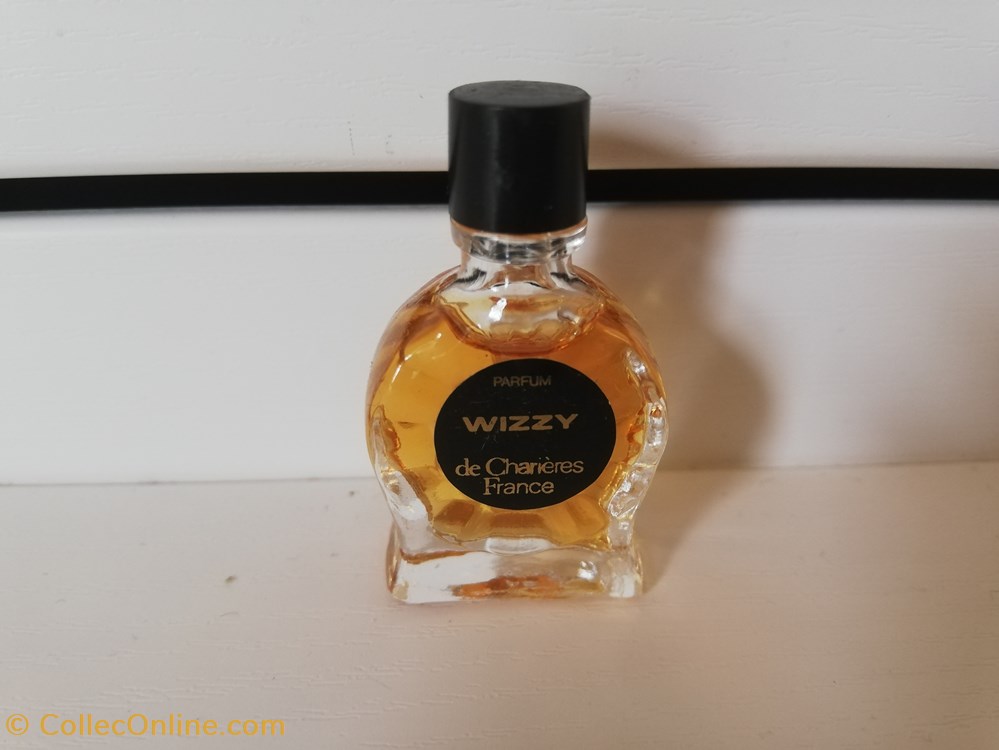 PARFUM
WIZZY
de Charières
France
© CollecOnline.com